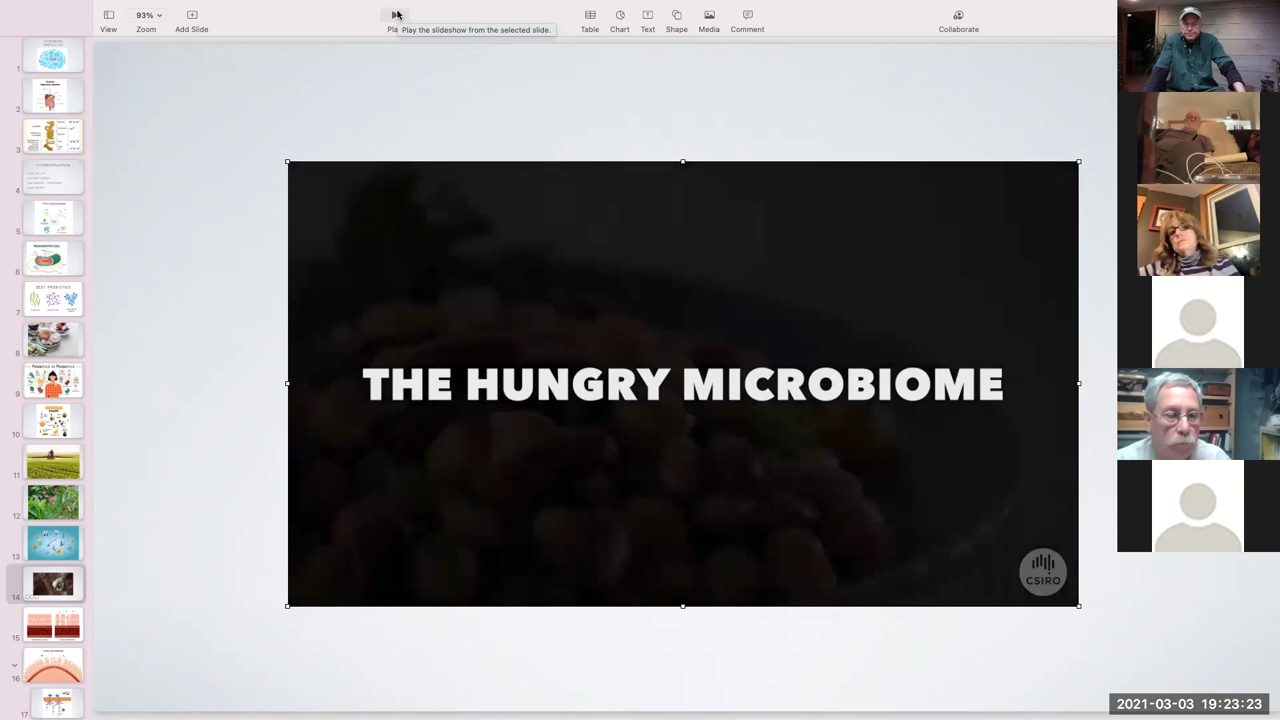 93%
View
Zoom
Add Slide
Play the slideshow from the selected slide.
Table
Chart
Text
Shape
Media
Comment
Collaborate
1
2
3
4
5
6
7
BEST PROBIOTICS
8
9
10
11
12
13
14
15
16
17
THE HUNGRY MICROBIOME
CSIRO
2021-03-03 19:23:23